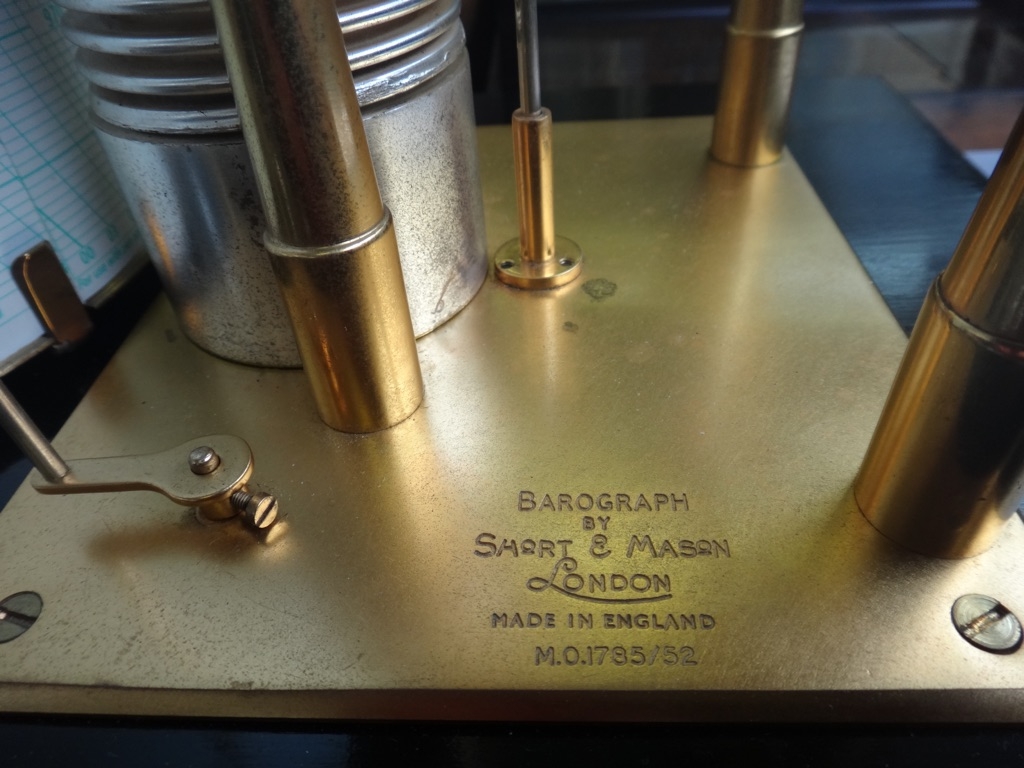 BAROGRAPH
BY
SHORT & MASON
LONDON
MADE IN ENGLAND
M.O.1785/52